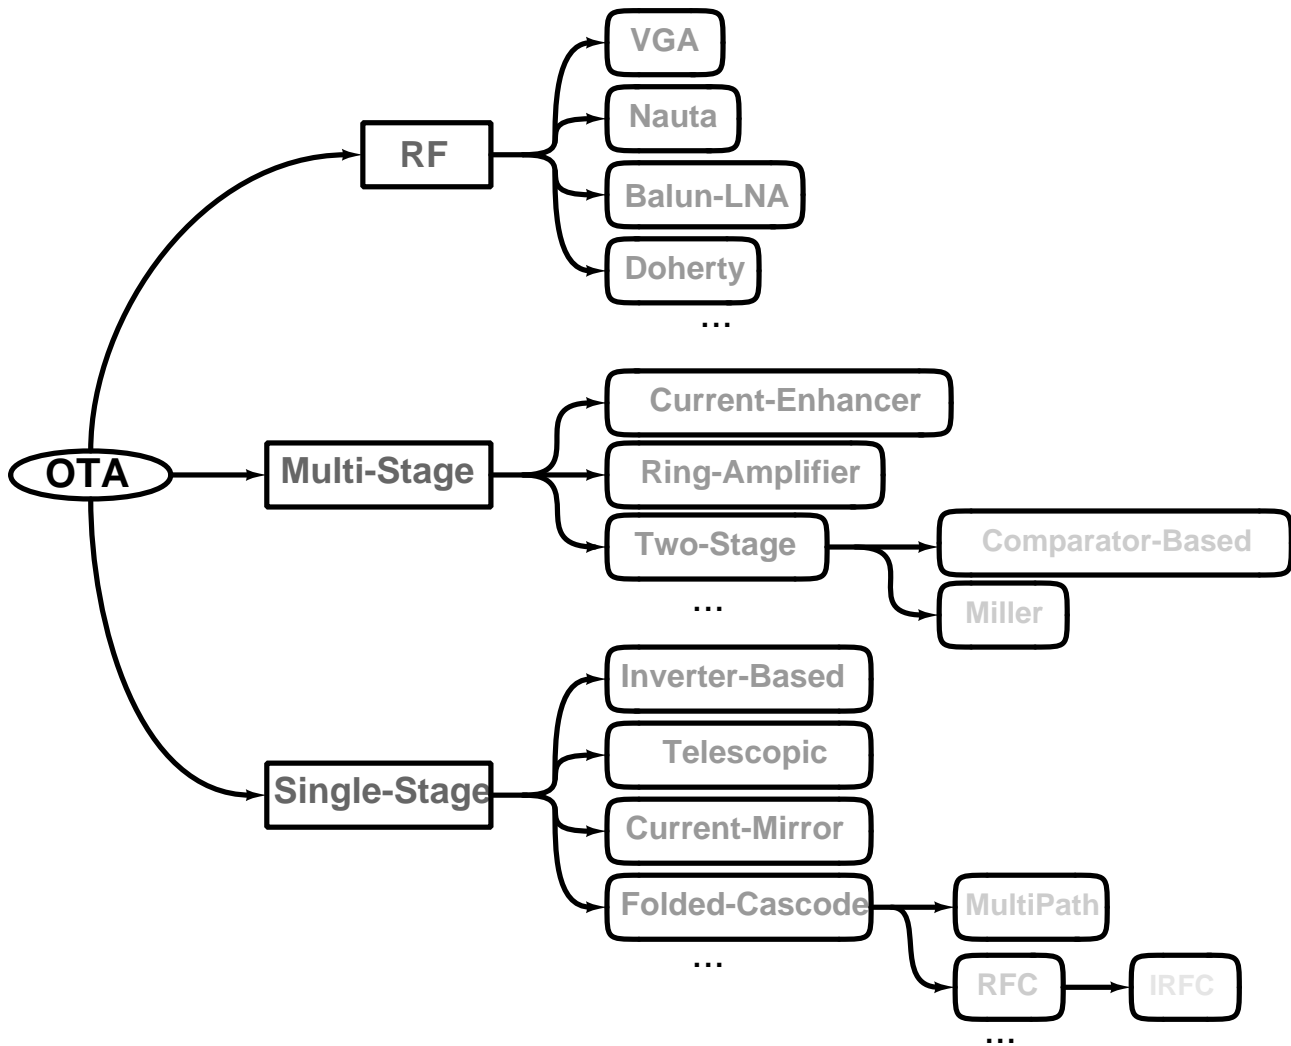 VGA
Nauta
RF
Balun-LNA
Doherty
...
Current-Enhancer
OTA
Multi-Stage
Ring-Amplifier
Two-Stage
Comparator-Based
...
Miller
Inverter-Based
Telescopic
Single-Stage
Current-Mirror
Folded-Cascode
MultiPath
...
RFC
IRFC
...